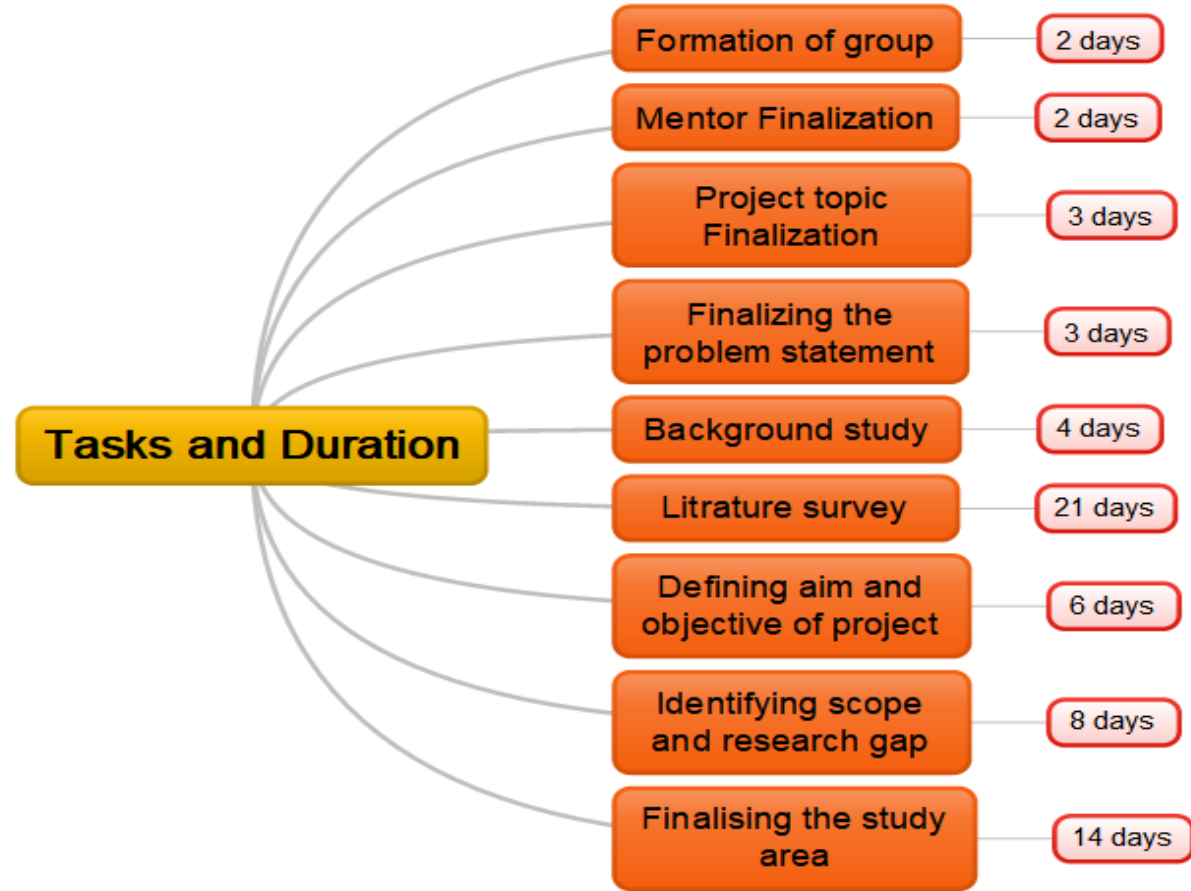 Formation of group
2 days
Mentor Finalization
2 days
Project topic
Finalization
3 days
Finalizing the
problem statement
3 days
Tasks and Duration
Background study
4 days
Litrature survey
21 days
Defining aim and
objective of project
6 days
Identifying scope
and research gap
8 days
Finalising the study
area
14 days